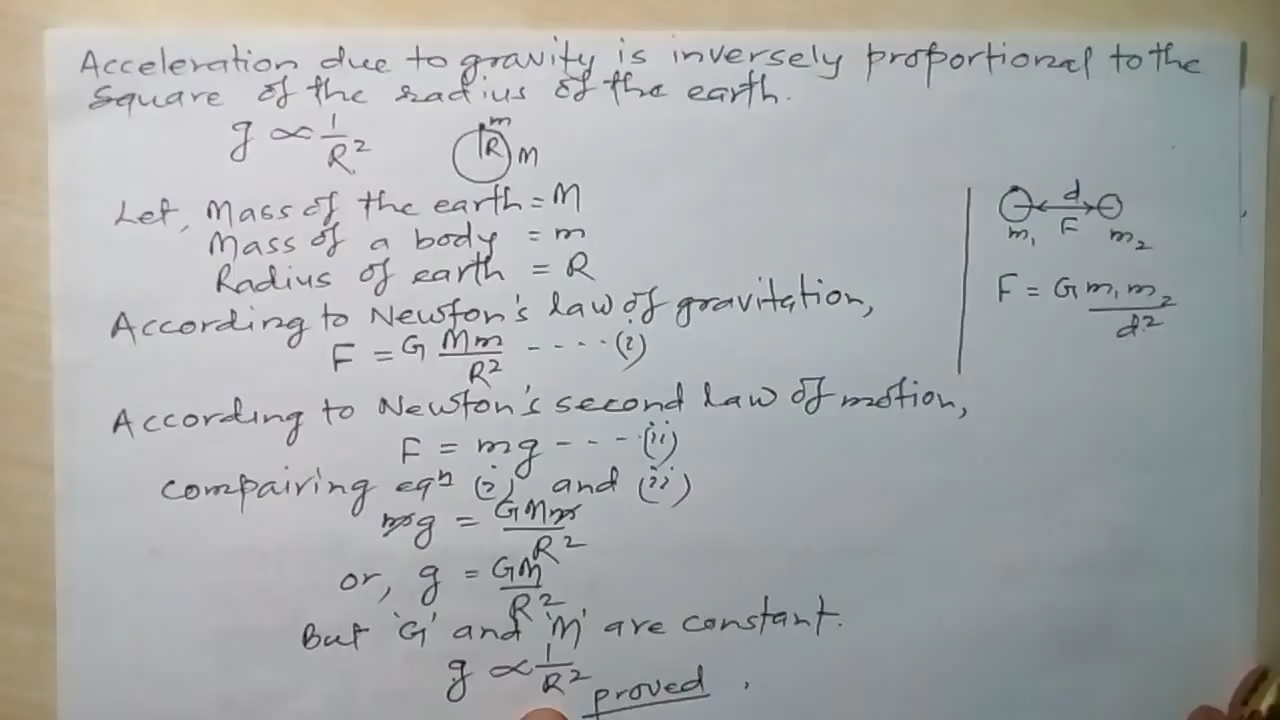 Acceleration due to gravity is inversely proportional to the
square of the radius of the earth.
g ∝ 1/R²
m
R M
Let, Mass of the earth = M
Mass of a body = m
Radius of earth = R
According to Newton's law of gravitation,
F = G Mm/R² ---- (i)
According to Newton's second law of motion,
F = mg ---- (ii)
compairing eqⁿ (i) and (ii)
mg = GMm/R²
or, g = GM/R²
But 'G' and 'M' are constant.
g ∝ 1/R² proved.
d
F
m₁ m₂
F = G m₁ m₂/d²